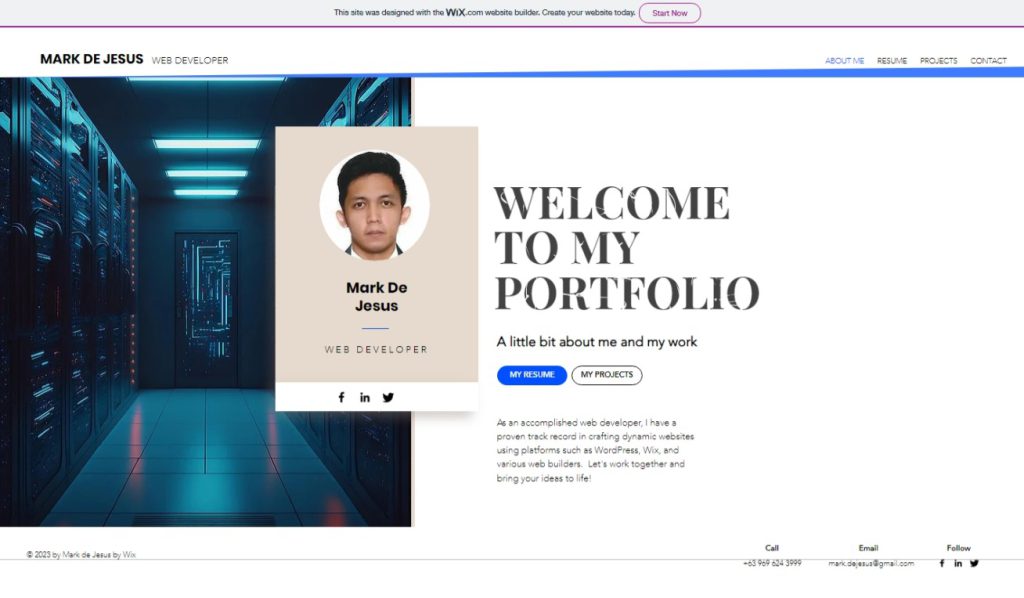 This site was designed with the WiX.com website builder. Create your website today. Start Now
MARK DE JESUS WEB DEVELOPER
ABOUT ME RESUME PROJECTS CONTACT
Mark De
Jesus
WEB DEVELOPER
WELCOME
TO MY
PORTFOLIO
A little bit about me and my work
MY RESUME MY PROJECTS
As an accomplished web developer, I have a
proven track record in crafting dynamic websites
using platforms such as WordPress, Wix, and
various web builders. Let's work together and
bring your ideas to life!
© 2023 by Mark de Jesus by Wix
Call Email Follow
+63 969 624 3999 mark.dejesus@gmail.com